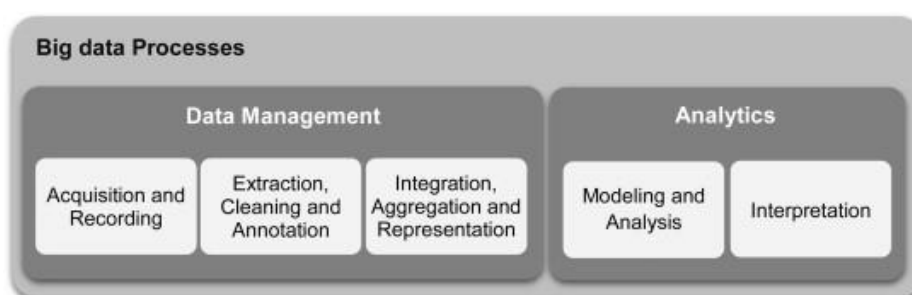 Big data Processes
Data Management
Acquisition and
Recording
Extraction,
Cleaning and
Annotation
Integration,
Aggregation and
Representation
Analytics
Modeling and
Analysis
Interpretation